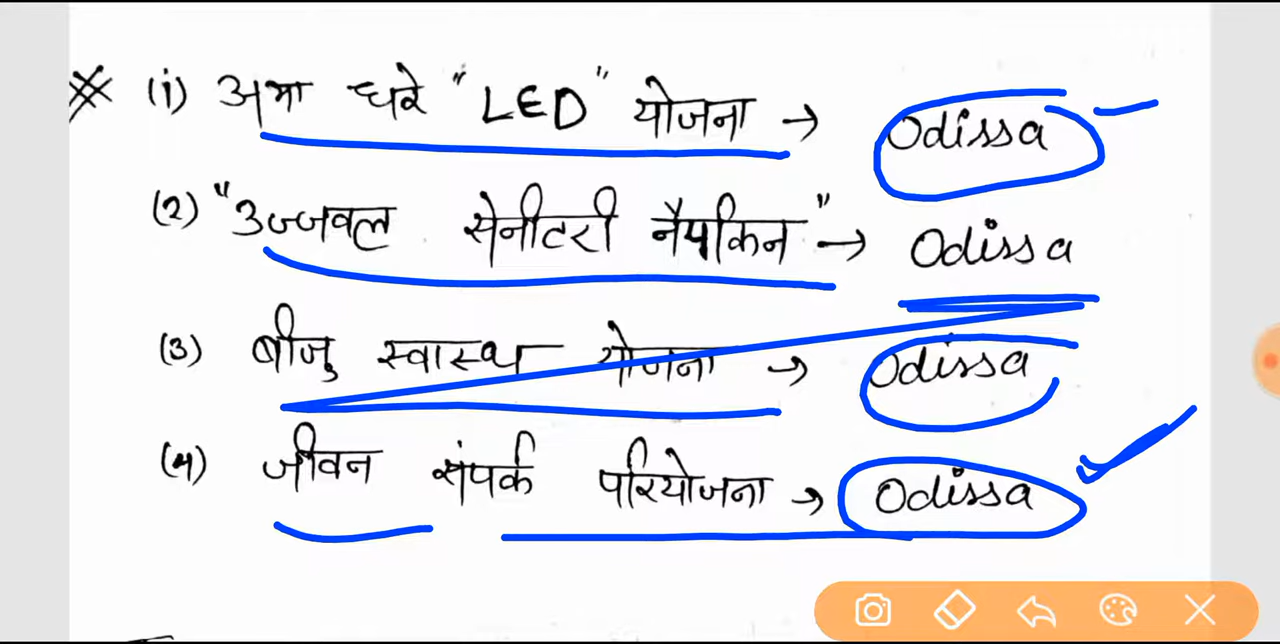 (i) अमा घरे "LED" योजना → Odissa
(2) "उज्जवल सेनीटरी नैपकिन" → Odissa
(3) बीजु स्वास्थ योजना → Odissa
(4) जीवन संपर्क परियोजना → Odissa